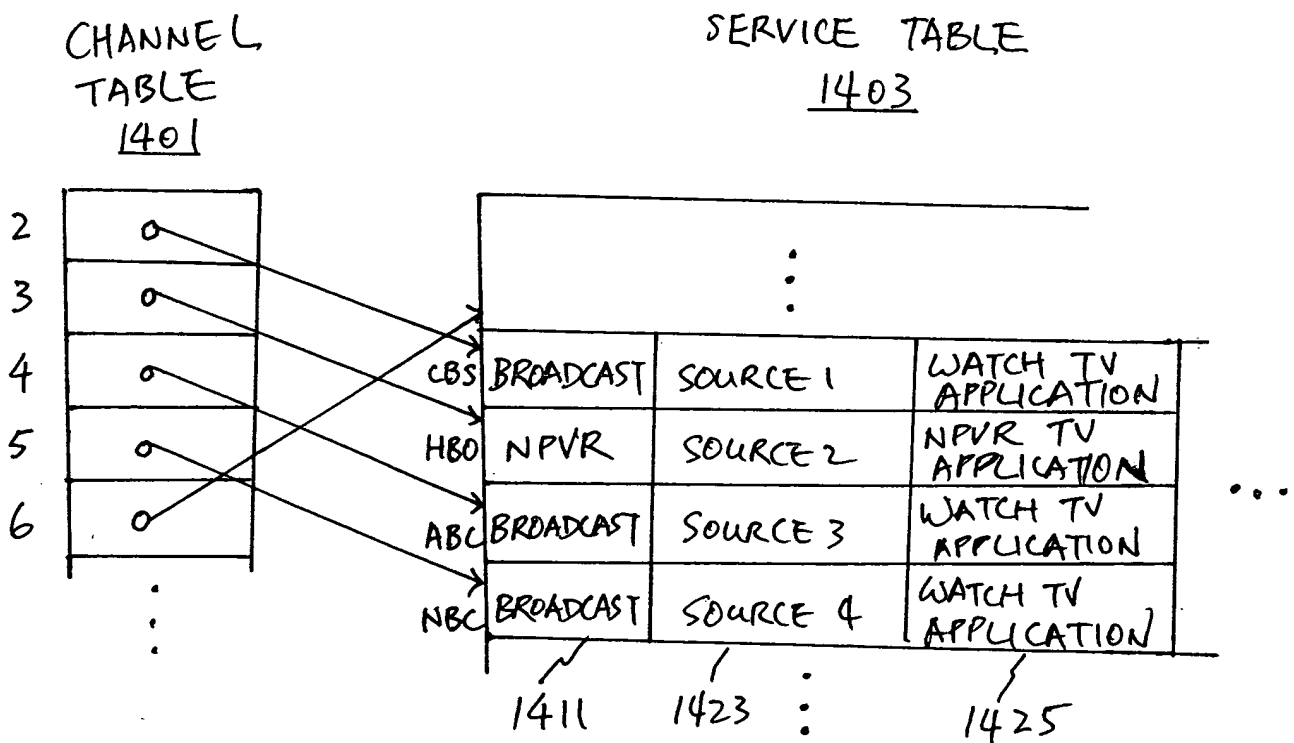 CHANNEL
TABLE
1401
SERVICE TABLE
1403
2
3
4
5
6
CBS BROADCAST SOURCE 1 WATCH TV
APPLICATION
HBO NPVR SOURCE 2 NPVR TV
APPLICATION
ABC BROADCAST SOURCE 3 WATCH TV
APPLICATION
NBC BROADCAST SOURCE 4 WATCH TV
APPLICATION
1411 1423 1425